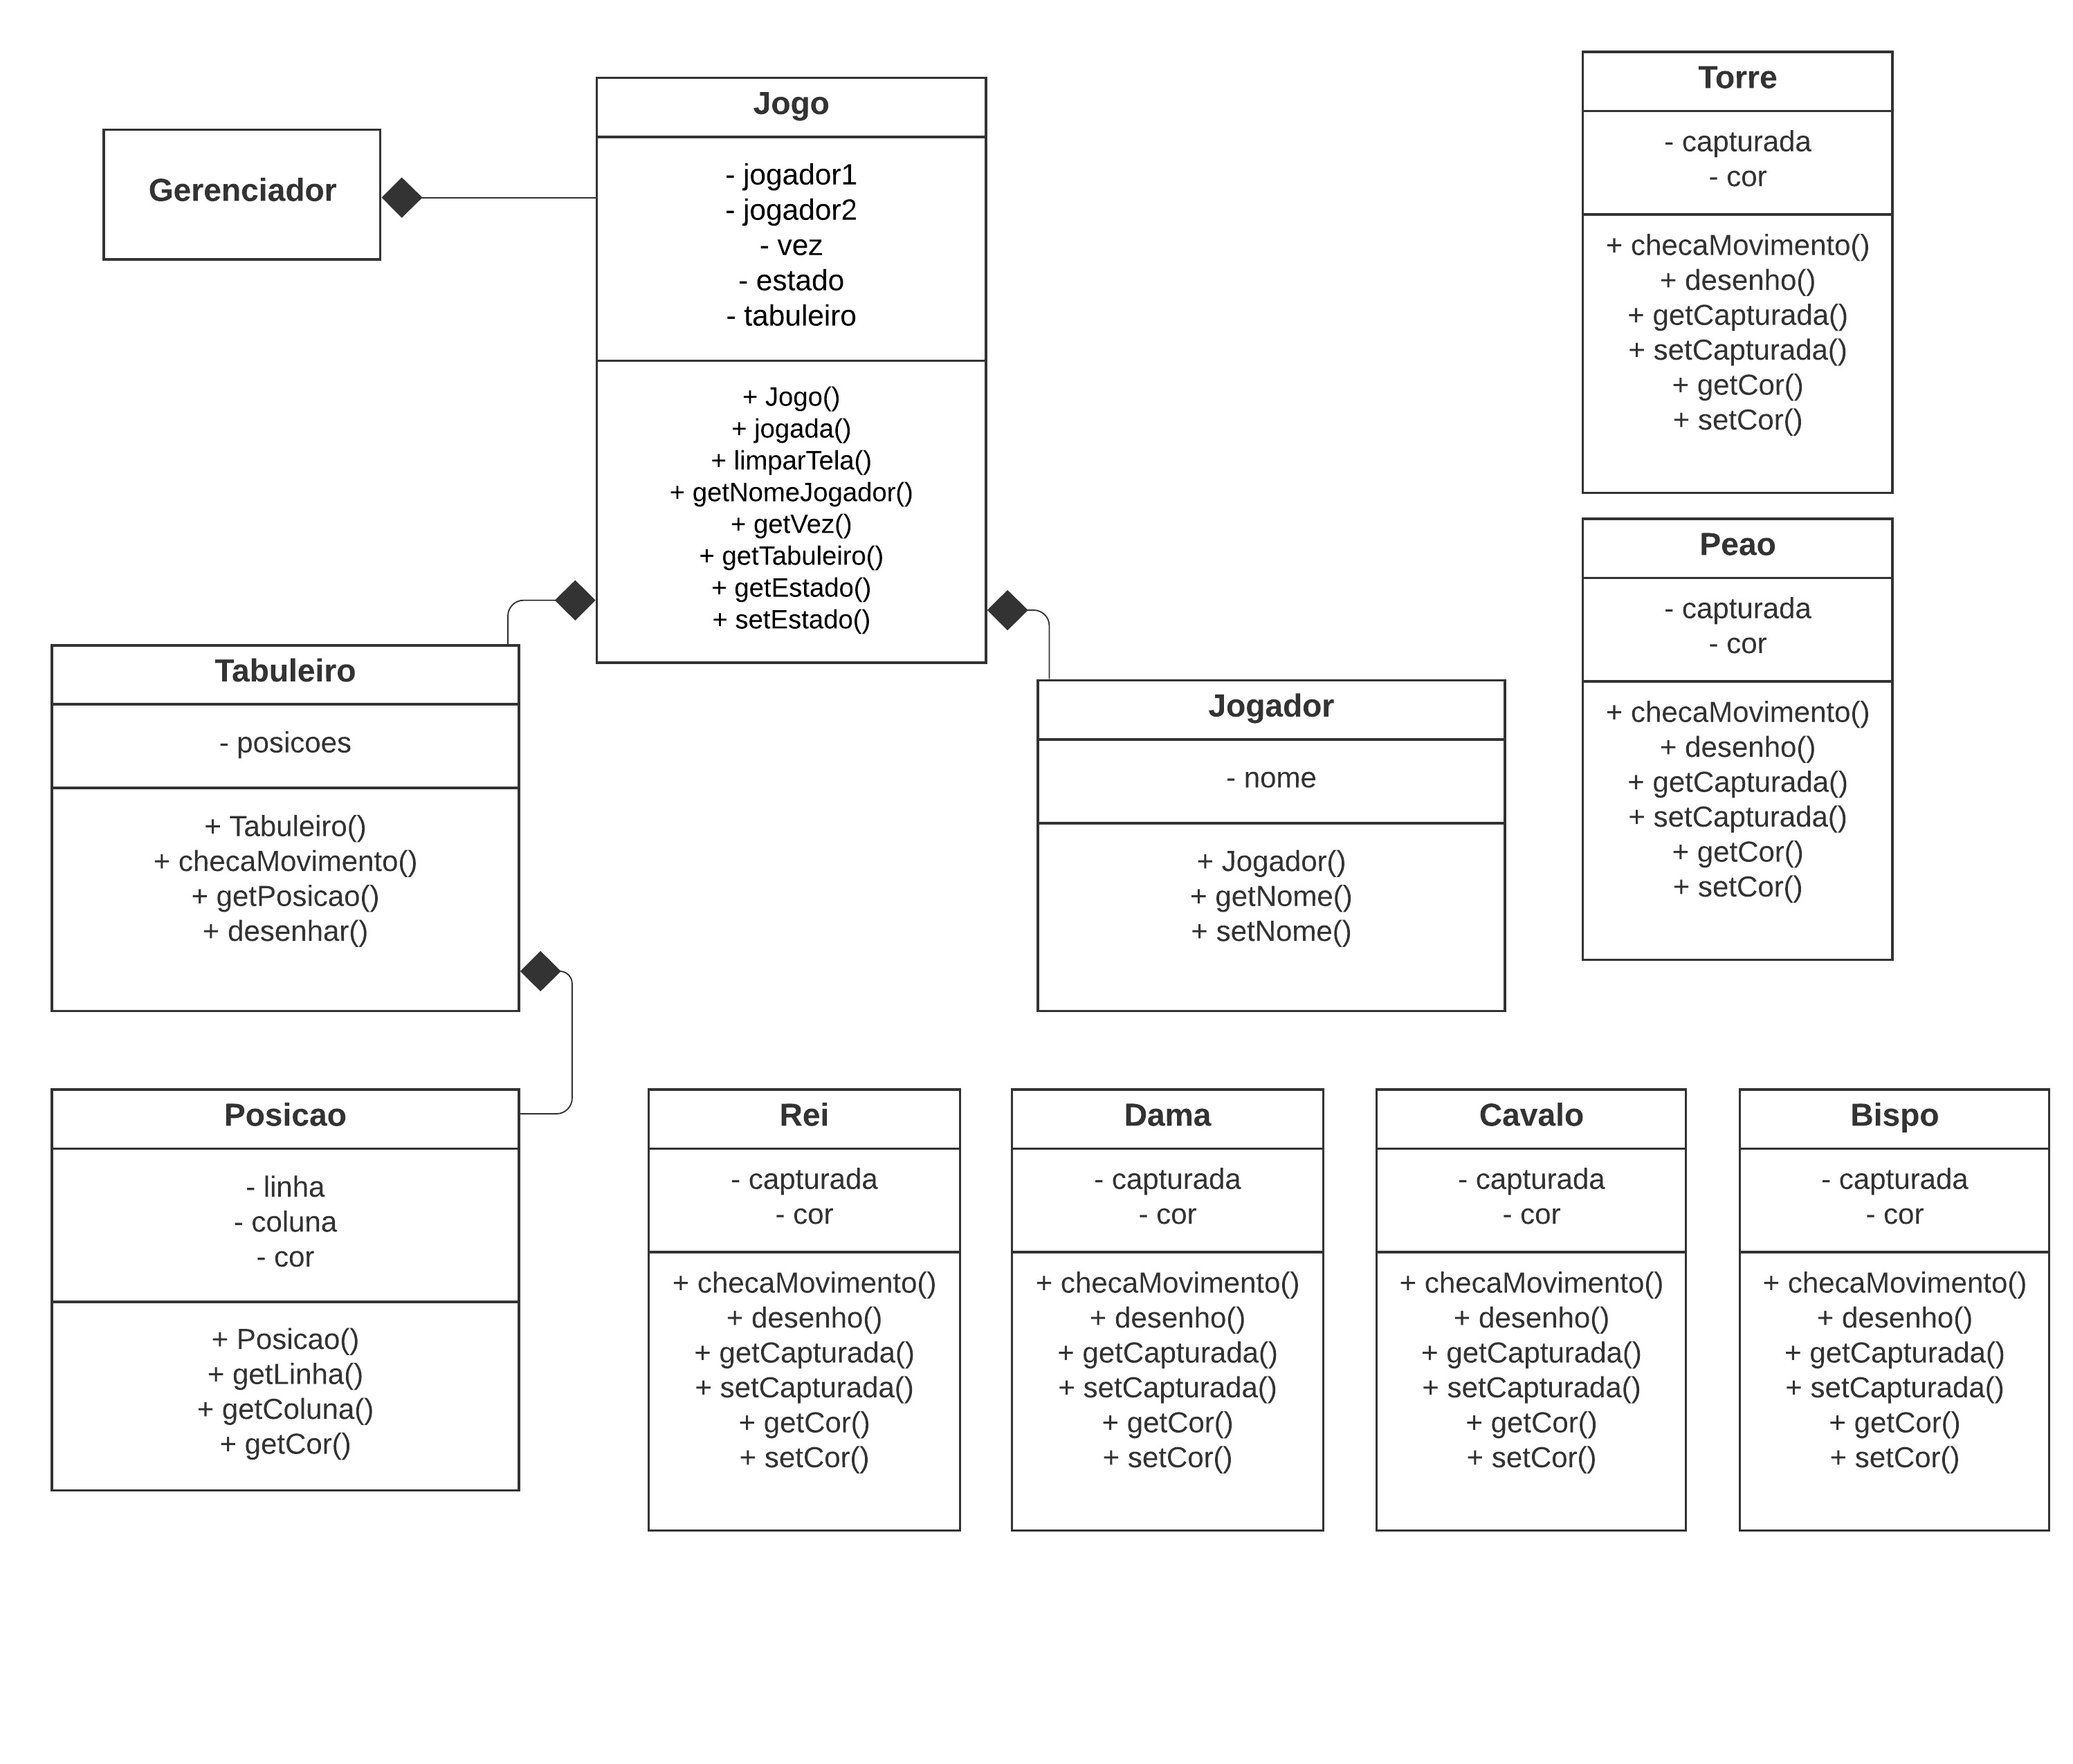 Gerenciador
Jogo
- jogador1
- jogador2
- vez
- estado
- tabuleiro
+ Jogo()
+ jogada()
+ limparTela()
+ getNomeJogador()
+ getVez()
+ getTabuleiro()
+ getEstado()
+ setEstado()
Torre
- capturada
- cor
+ checaMovimento()
+ desenho()
+ getCapturada()
+ setCapturada()
+ getCor()
+ setCor()
Peao
- capturada
- cor
+ checaMovimento()
+ desenho()
+ getCapturada()
+ setCapturada()
+ getCor()
+ setCor()
Tabuleiro
- posicoes
+ Tabuleiro()
+ checaMovimento()
+ getPosicao()
+ desenhar()
Jogador
- nome
+ Jogador()
+ getNome()
+ setNome()
Posicao
- linha
- coluna
- cor
+ Posicao()
+ getLinha()
+ getColuna()
+ getCor()
Rei
- capturada
- cor
+ checaMovimento()
+ desenho()
+ getCapturada()
+ setCapturada()
+ getCor()
+ setCor()
Dama
- capturada
- cor
+ checaMovimento()
+ desenho()
+ getCapturada()
+ setCapturada()
+ getCor()
+ setCor()
Cavalo
- capturada
- cor
+ checaMovimento()
+ desenho()
+ getCapturada()
+ setCapturada()
+ getCor()
+ setCor()
Bispo
- capturada
- cor
+ checaMovimento()
+ desenho()
+ getCapturada()
+ setCapturada()
+ getCor()
+ setCor()